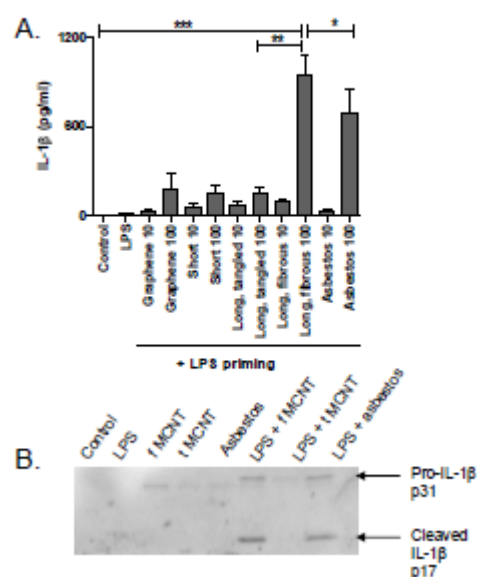 A.
***
*
**
1200
600
0
IL-1β (pg/ml)
Control
LPS
Graphene 10
Graphene 100
Short 10
Short 100
Long, tangled 10
Long, tangled 100
Long, fibrous 10
Long, fibrous 100
Asbestos 10
Asbestos 100
+ LPS priming
B.
Control
LPS
f MCNT
t MCNT
Asbestos
LPS + f MCNT
LPS + t MCNT
LPS + asbestos
Pro-IL-1β
p31
Cleaved
IL-1β
p17